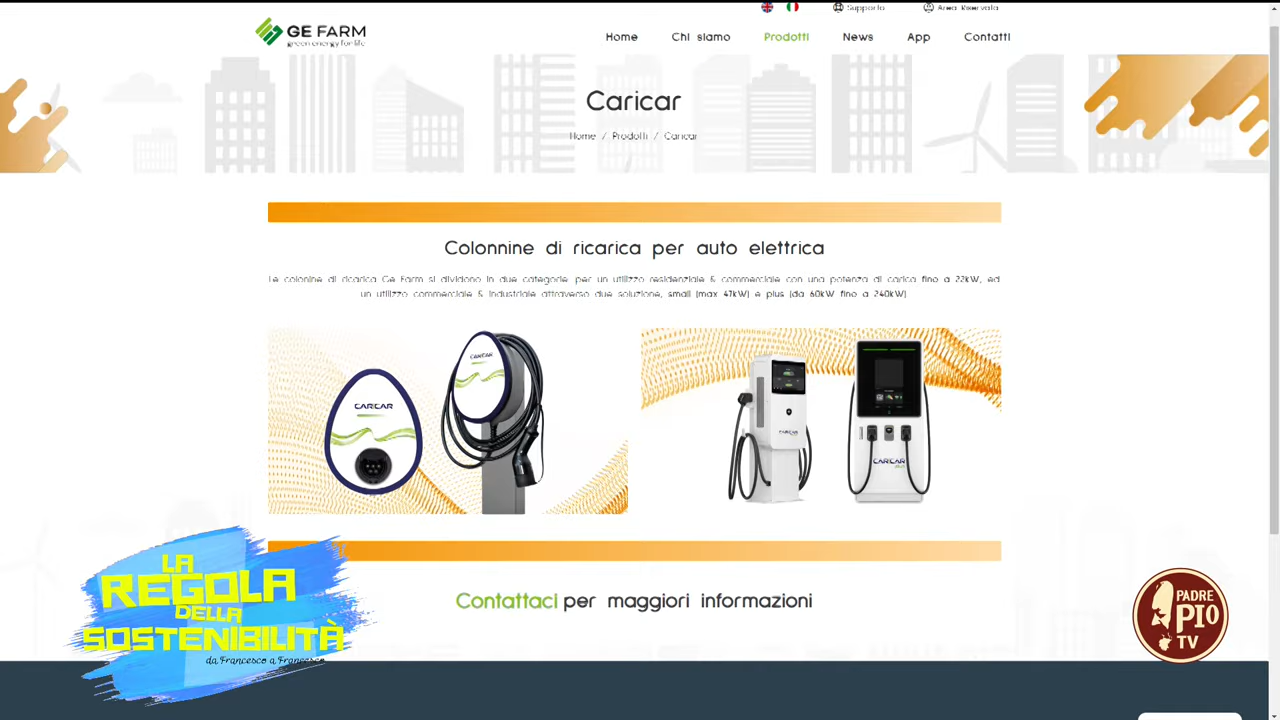 Supporto
Area Riservata
GE FARM
green energy for life
Home
Chi siamo
Prodotti
News
App
Contatti
Caricar
Home / Prodotti / Caricar
Colonnine di ricarica per auto elettrica
Le colonine di ricarica Ge Farm si dividono in due categorie: per un utilizzo residenziale & commerciale con una potenza di carica fino a 22kW, ed
un utilizzo commerciale & industriale attraverso due soluzione, small (max 47kW) e plus (da 60kW fino a 240kW)
CARICAR
CARICAR
CARICAR
CARICAR
Contattaci per maggiori informazioni
LA
REGOLA
DELLA
SOSTENIBILITÀ
da Francesco a Francesco
PADRE
PIO
TV